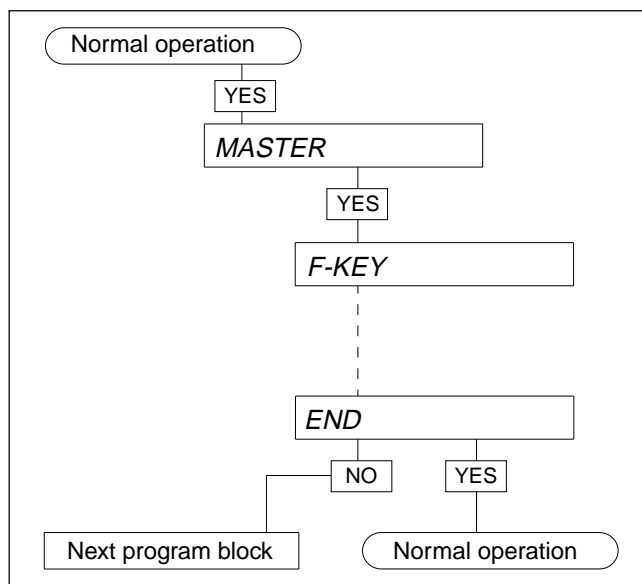 Normal operation
YES
MASTER
YES
F-KEY
END
NO
YES
Next program block
Normal operation